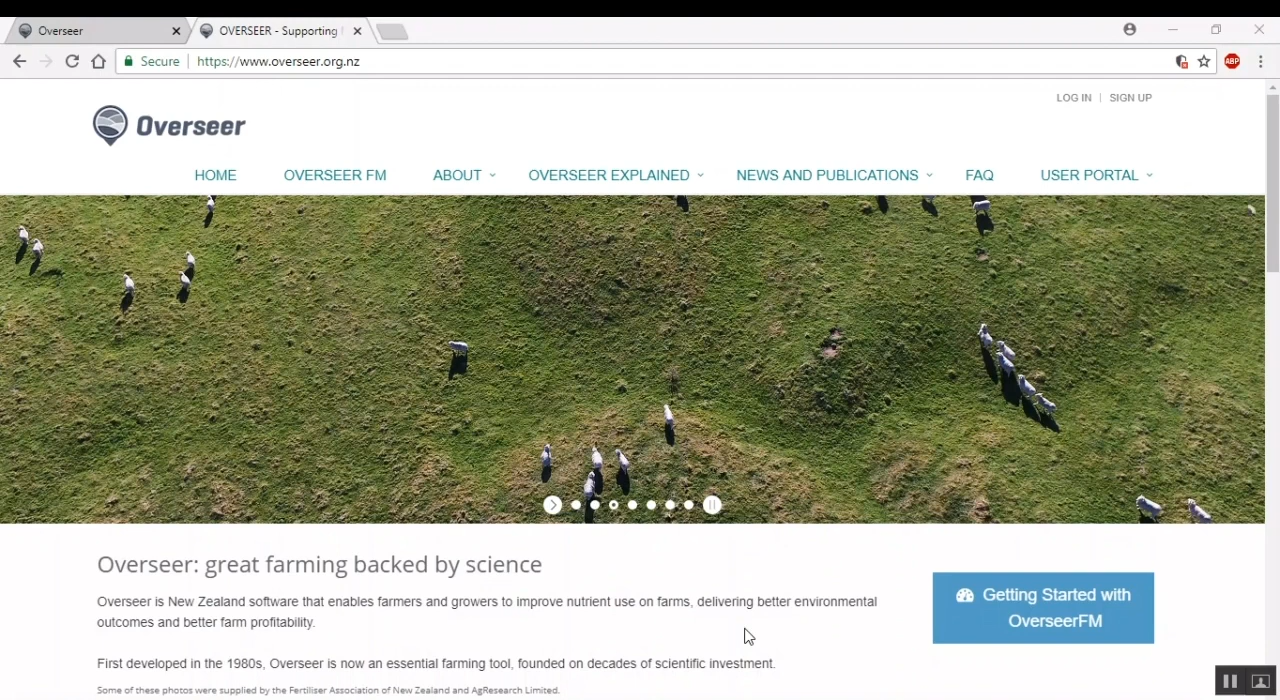 Overseer
OVERSEER - Supporting
Secure | https://www.overseer.org.nz
ABP
LOG IN | SIGN UP
Overseer
HOME OVERSEER FM ABOUT OVERSEER EXPLAINED NEWS AND PUBLICATIONS FAQ USER PORTAL
Overseer: great farming backed by science
Overseer is New Zealand software that enables farmers and growers to improve nutrient use on farms, delivering better environmental
outcomes and better farm profitability.
First developed in the 1980s, Overseer is now an essential farming tool, founded on decades of scientific investment.
Some of these photos were supplied by the Fertiliser Association of New Zealand and AgResearch Limited.
Getting Started with
OverseerFM